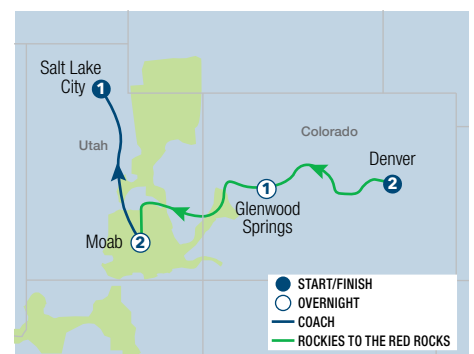 Salt Lake
City 1
Utah
Colorado
Denver
2
1
Glenwood
Springs
Moab 2
START/FINISH
OVERNIGHT
COACH
ROCKIES TO THE RED ROCKS